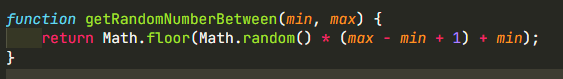 function getRandomNumberBetween(min, max) {
    return Math.floor(Math.random() * (max - min + 1) + min);
}